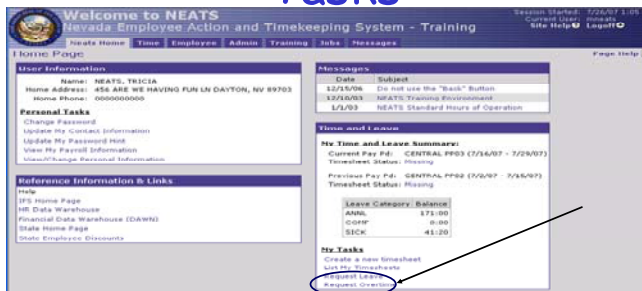 Tasks
Welcome to NEATS
Nevada Employee Action and Timekeeping System - Training
Session Started: 7/26/07 1:05
Current User: mneats
Site Help Logoff
Neats Home Time Employee Admin Training Jobs Messages
Home Page
Page Help
User Information
Name: NEATS, TRICIA
Home Address: 456 ARE WE HAVING FUN LN DAYTON, NV 89703
Home Phone: 0000000000
Personal Tasks
Change Password
Update My Contact Information
Update My Password Hint
View My Payroll Information
View/Change Personal Information
Reference Information & Links
Help
IFS Home Page
HR Data Warehouse
Financial Data Warehouse (DAWN)
State Home Page
State Employee Discounts
Messages
Date Subject
12/15/06 Do not use the "Back" Button
12/10/03 NEATS Training Environment
1/1/03 NEATS Standard Hours of Operation
Time and Leave
My Time and Leave Summary:
Current Pay Pd: CENTRAL PP03 (7/16/07 - 7/29/07)
Timesheet Status: Missing
Previous Pay Pd: CENTRAL PP02 (7/2/07 - 7/15/07)
Timesheet Status: Missing
Leave Category Balance
ANNL 171:00
COMP 0:00
SICK 41:20
My Tasks
Create a new timesheet
List My Timesheets
Request Leave
Request Overtime